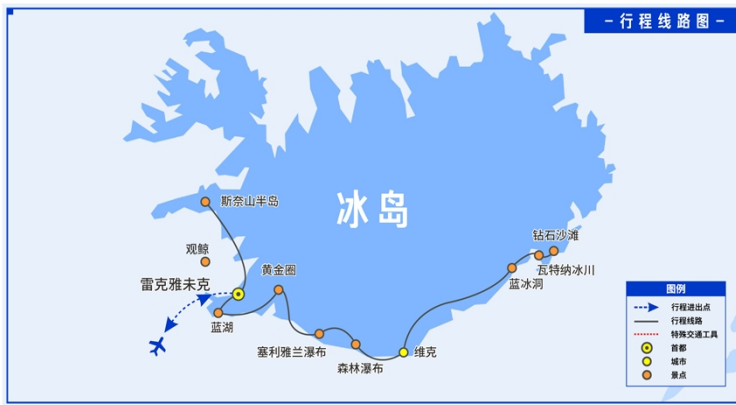 –行程线路图–
斯奈山半岛
冰岛
钻石沙滩
观鲸
瓦特纳冰川
黄金圈
雷克雅未克
蓝冰洞
蓝湖
塞利雅兰瀑布
维克
森林瀑布
图例
行程进出点
行程线路
特殊交通工具
首都
城市
景点